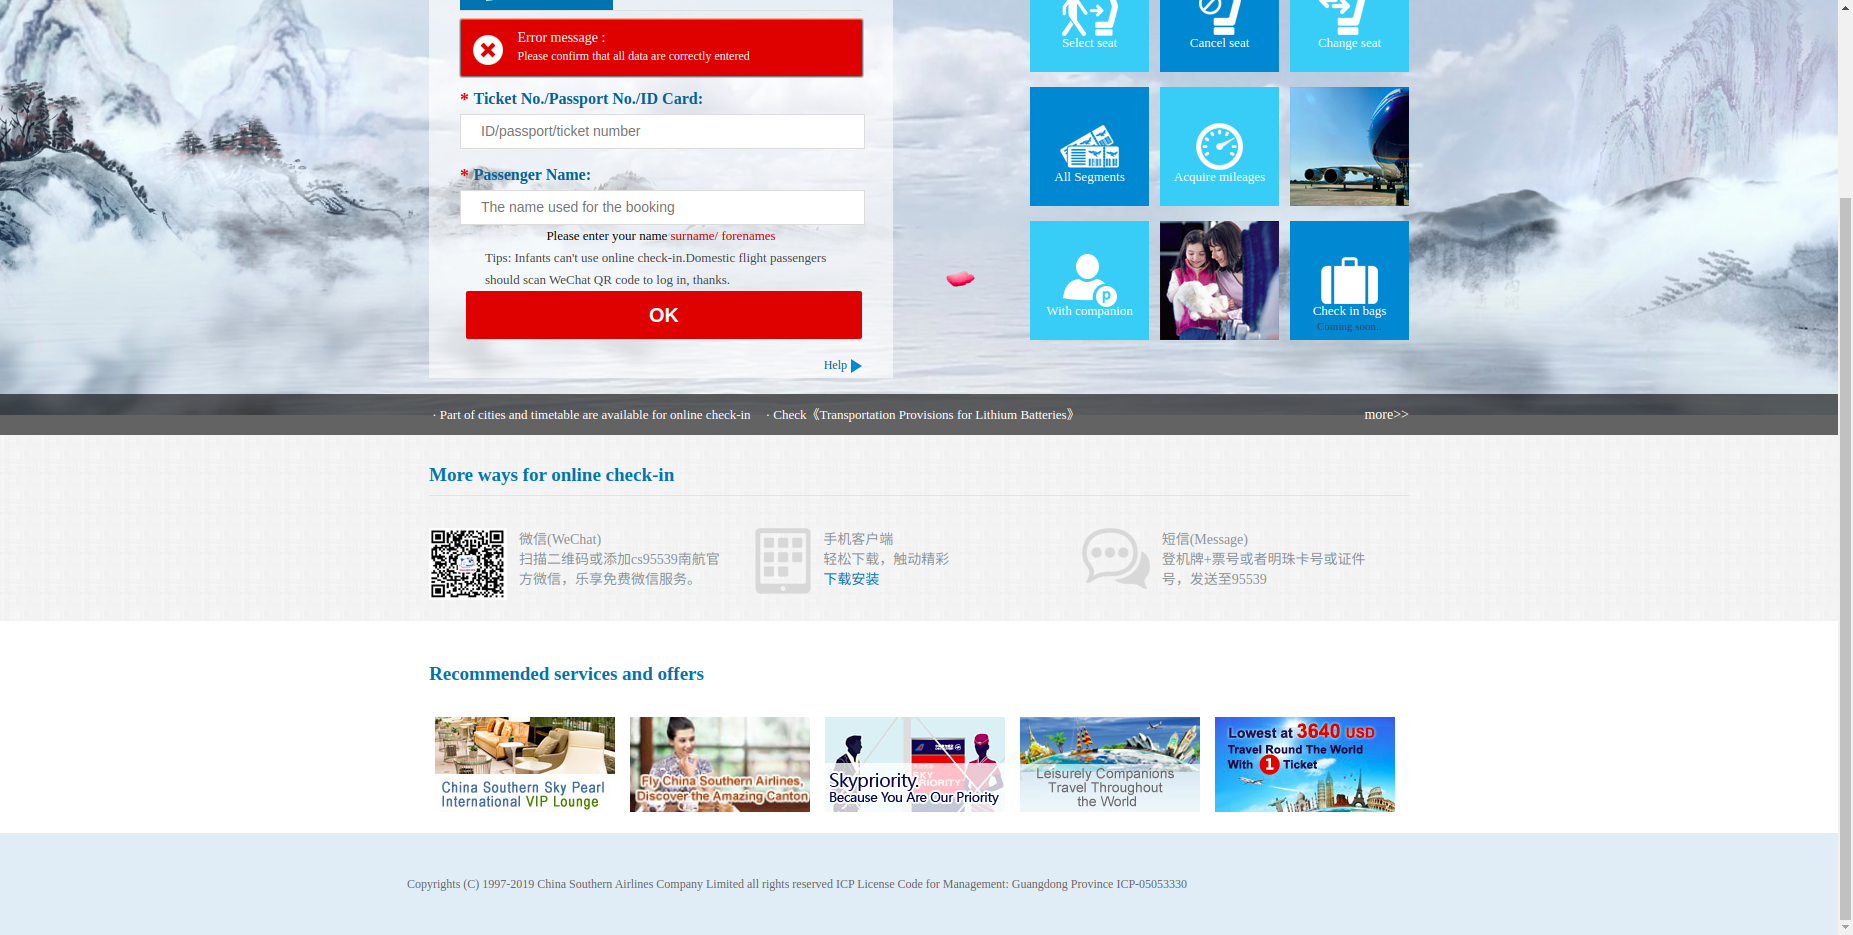 Error message :
Please confirm that all data are correctly entered
* Ticket No./Passport No./ID Card:
ID/passport/ticket number
* Passenger Name:
The name used for the booking
Please enter your name surname/ forenames
Tips: Infants can't use online check-in.Domestic flight passengers
should scan WeChat QR code to log in, thanks.
OK
Help
Select seat
Cancel seat
Change seat
All Segments
Acquire mileages
With companion
Check in bags
Coming soon..
· Part of cities and timetable are available for online check-in
· Check《Transportation Provisions for Lithium Batteries》
more>>
More ways for online check-in
微信(WeChat)
扫描二维码或添加cs95539南航官
方微信，乐享免费微信服务。
手机客户端
轻松下载，触动精彩
下载安装
短信(Message)
登机牌+票号或者明珠卡号或证件
号，发送至95539
Recommended services and offers
China Southern Sky Pearl
International VIP Lounge
Fly China Southern Airlines,
Discover the Amazing Canton
SKY
PRIORITY
Skypriority.
Because You Are Our Priority
Leisurely Companions
Travel Throughout
the World
Lowest at 3640 USD
Travel Round The World
With 1 Ticket
Copyrights (C) 1997-2019 China Southern Airlines Company Limited all rights reserved ICP License Code for Management: Guangdong Province ICP-05053330